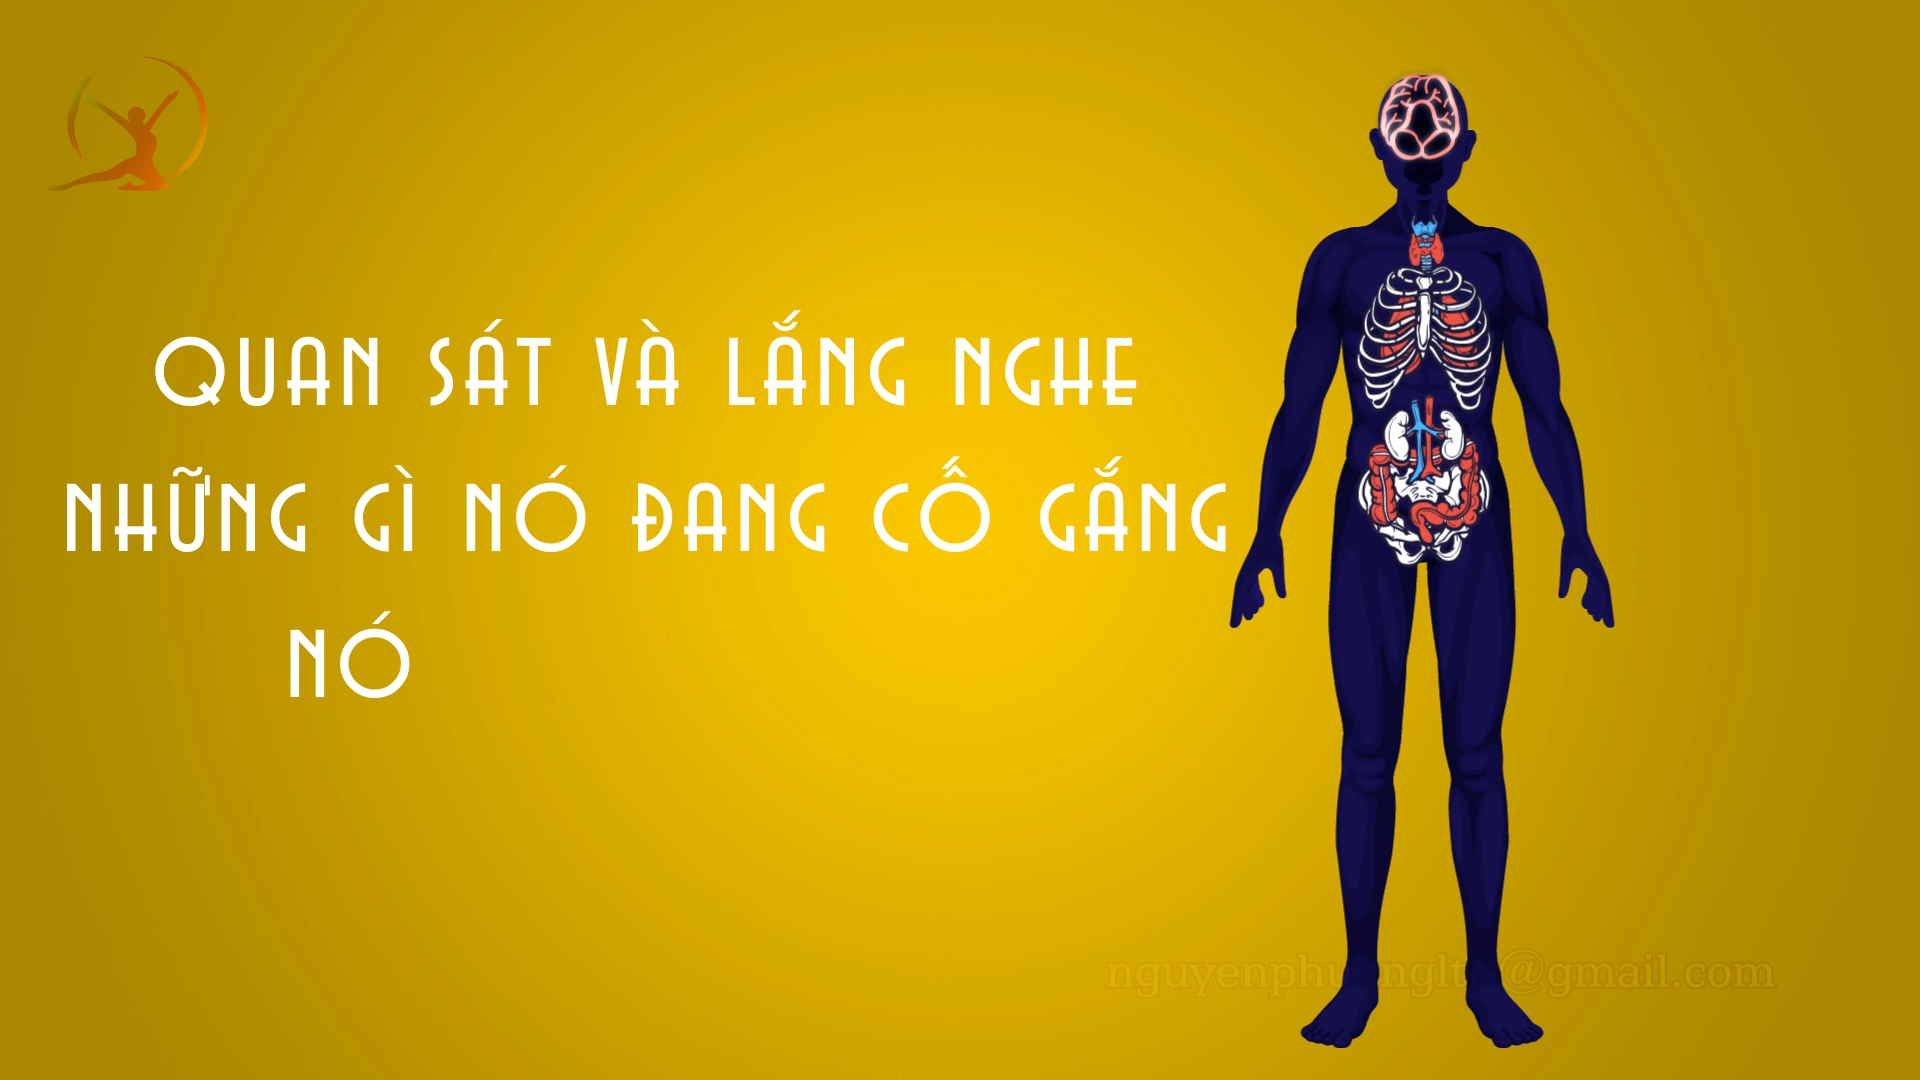 QUAN SÁT VÀ LẮNG NGHE
NHỮNG GÌ NÓ ĐANG CỐ GẮNG
NÓ